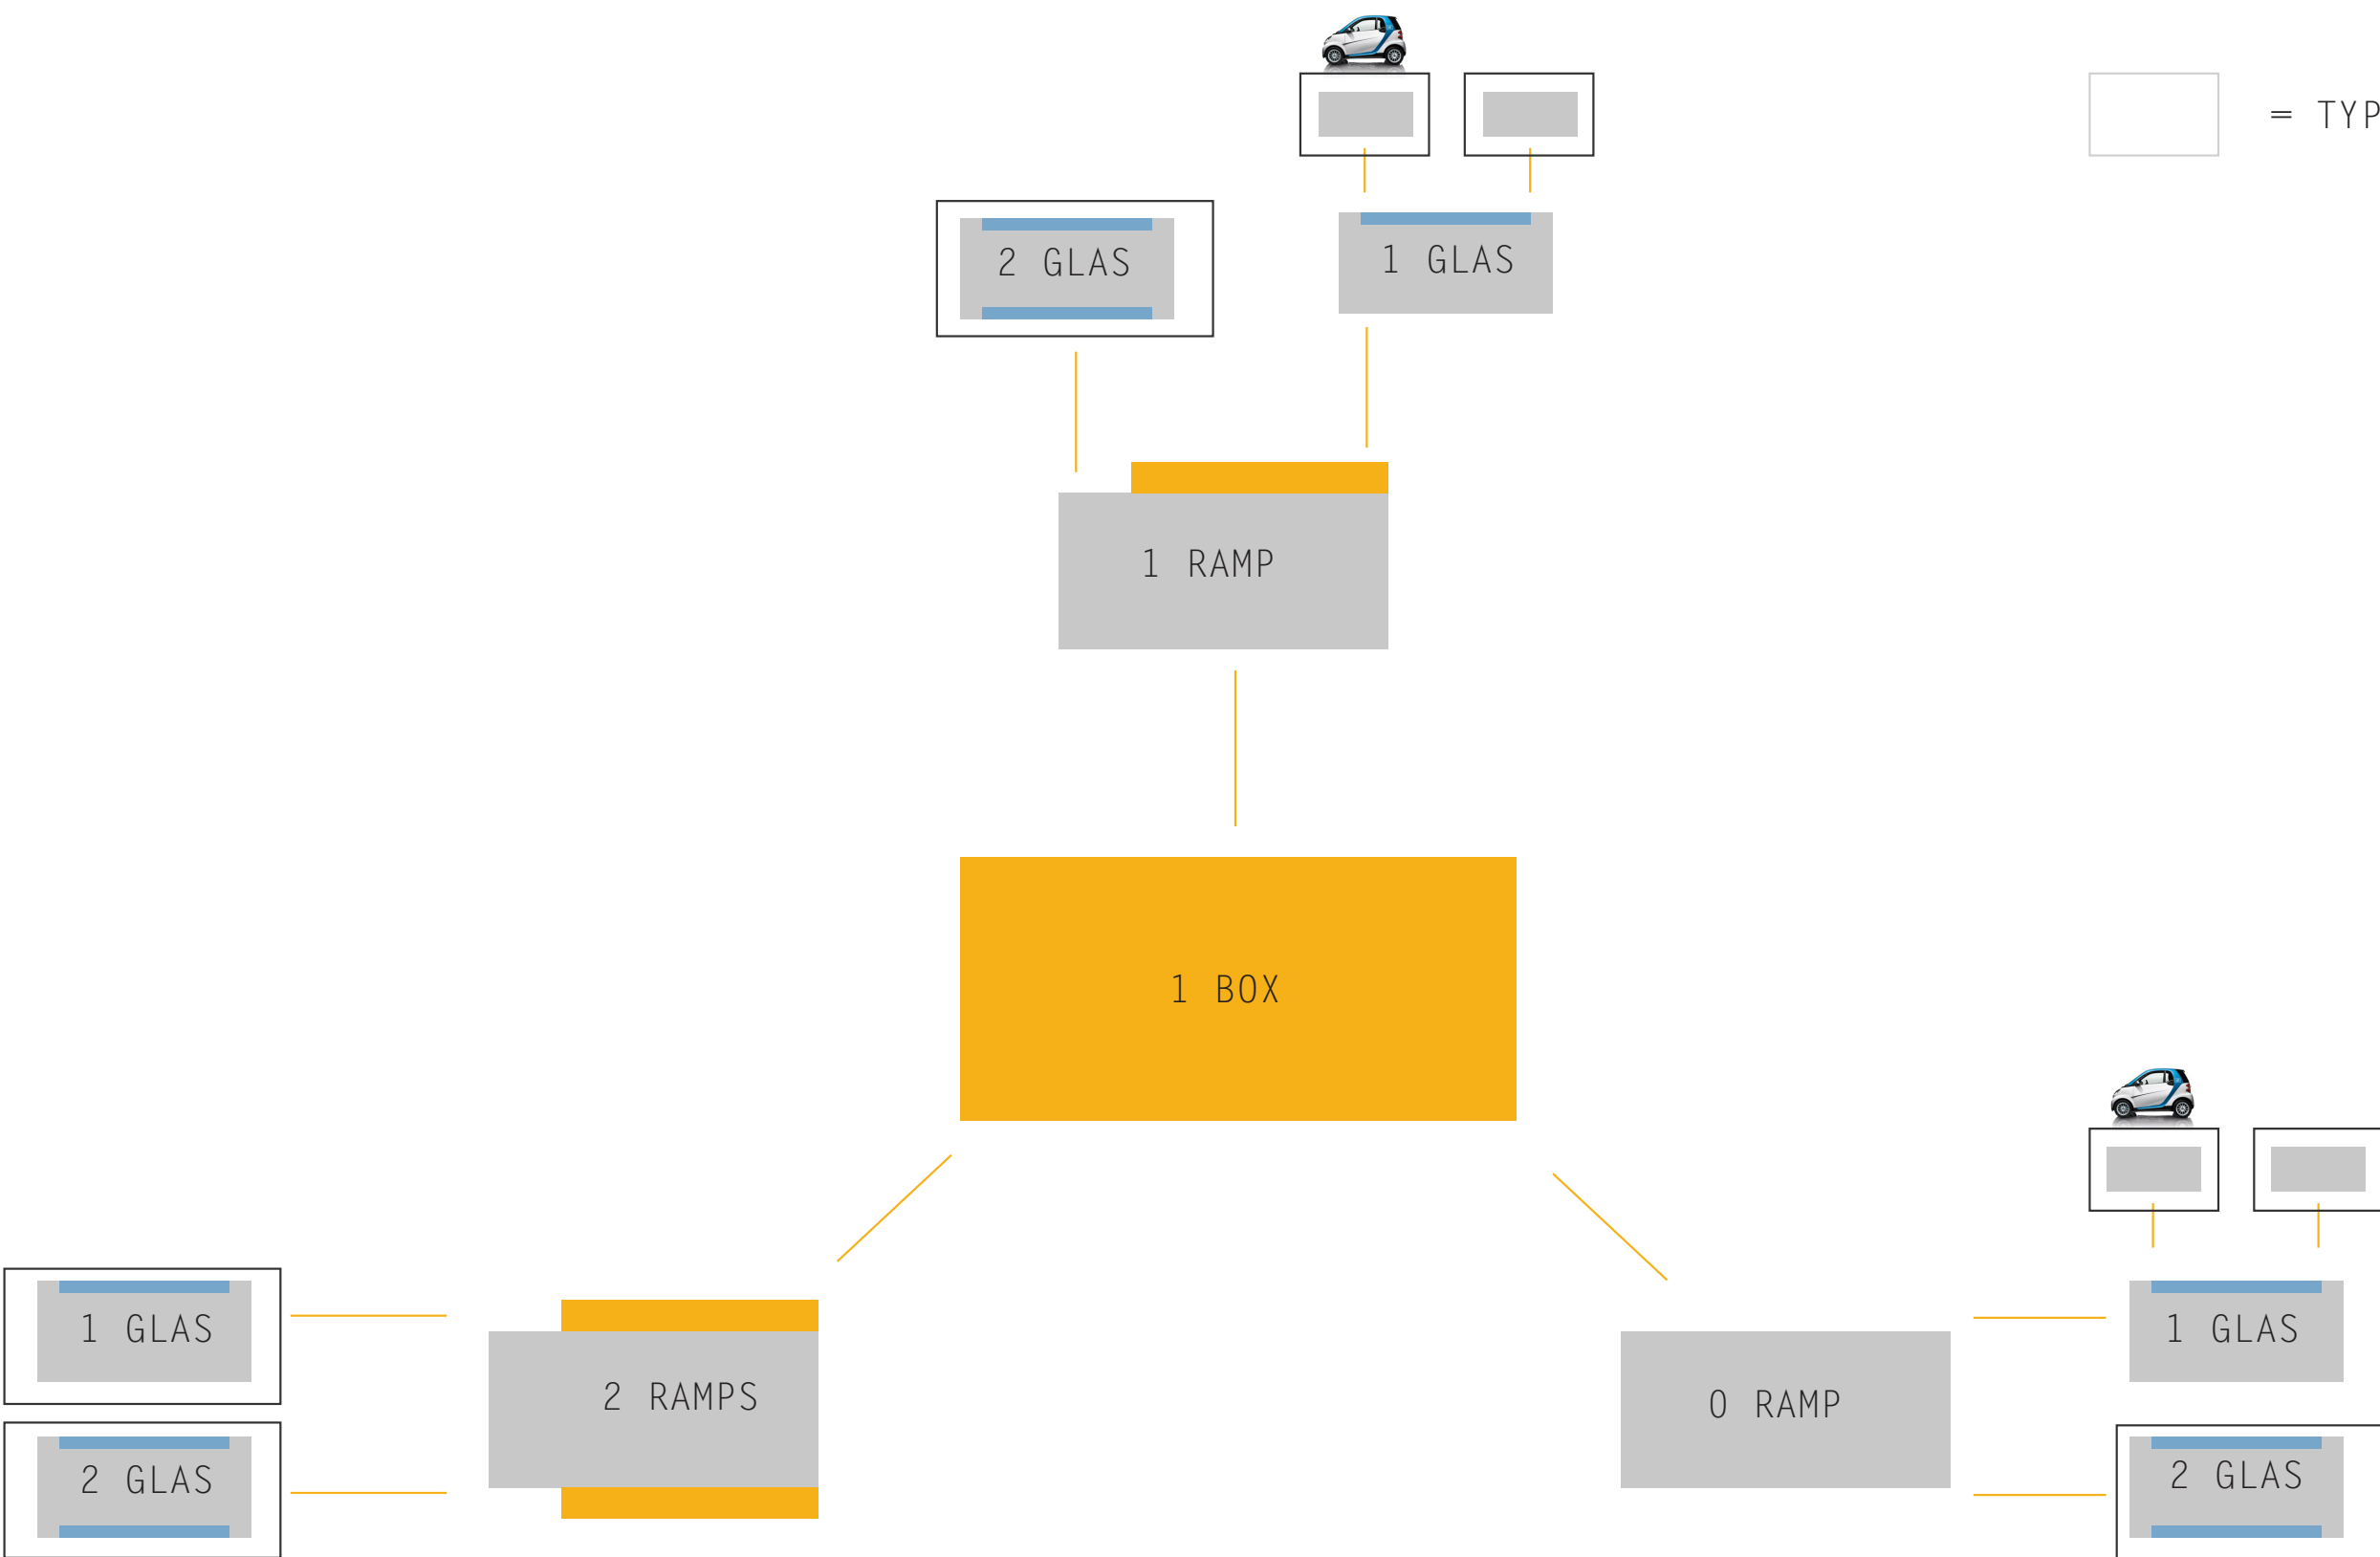 = TYP
2 GLAS
1 GLAS
1 RAMP
1 BOX
1 GLAS
2 RAMPS
2 GLAS
0 RAMP
1 GLAS
2 GLAS